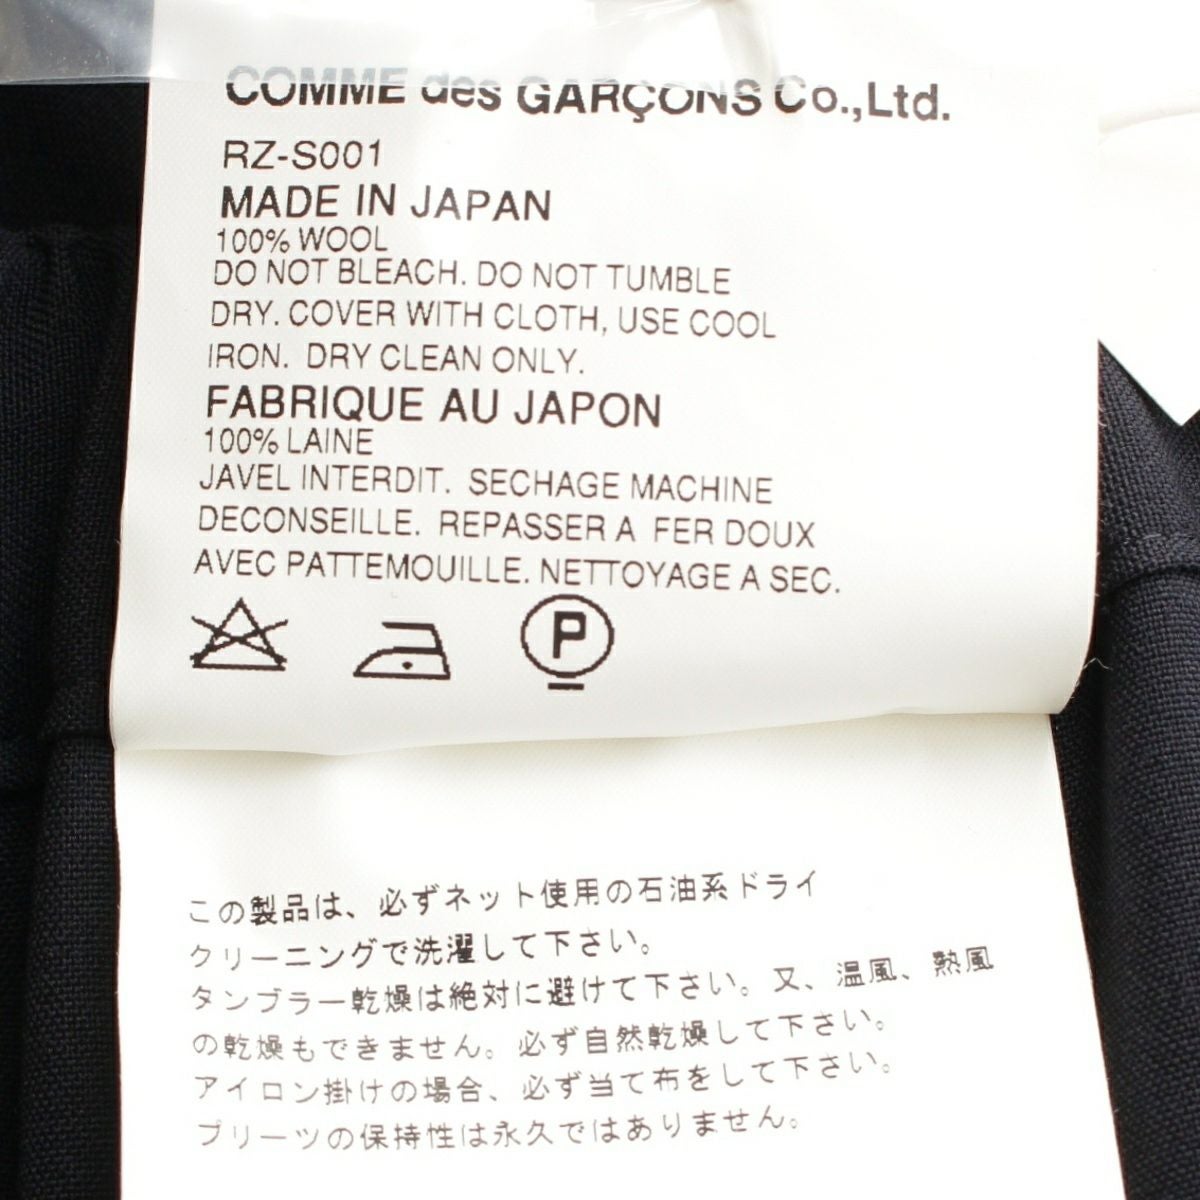 COMME des GARÇONS Co.,Ltd.
RZ-S001
MADE IN JAPAN
100% WOOL
DO NOT BLEACH. DO NOT TUMBLE
DRY. COVER WITH CLOTH, USE COOL
IRON. DRY CLEAN ONLY.
FABRIQUE AU JAPON
100% LAINE
JAVEL INTERDIT. SECHAGE MACHINE
DECONSEILLE. REPASSER A FER DOUX
AVEC PATTEMOUILLE. NETTOYAGE A SEC.
P
この製品は、必ずネット使用の石油系ドライ
クリーニングで洗濯して下さい。
タンブラー乾燥は絶対に避けて下さい。又、温風、熱風
の乾燥もできません。必ず自然乾燥して下さい。
アイロン掛けの場合、必ず当て布をして下さい。
プリーツの保持性は永久ではありません。